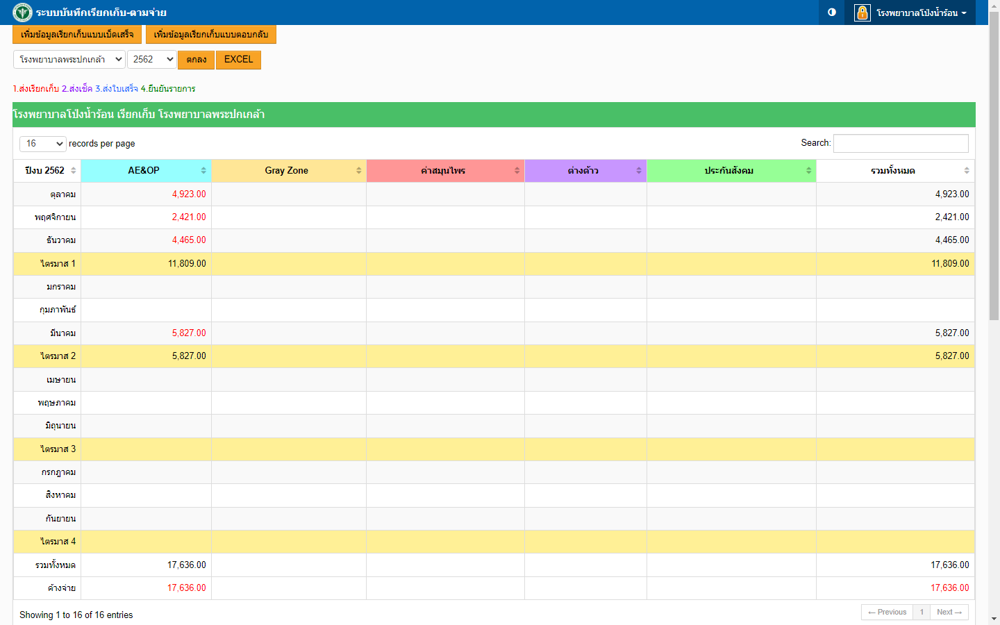 ระบบบันทึกเรียกเก็บ-ตามจ่าย
โรงพยาบาลโป่งน้ำร้อน
เพิ่มข้อมูลเรียกเก็บแบบเบ็ดเสร็จ เพิ่มข้อมูลเรียกเก็บแบบตอบกลับ
โรงพยาบาลพระปกเกล้า 2562 ตกลง EXCEL
1.ส่งเรียกเก็บ 2.ส่งเช็ค 3.ส่งใบเสร็จ 4.ยืนยันรายการ
โรงพยาบาลโป่งน้ำร้อน เรียกเก็บ โรงพยาบาลพระปกเกล้า
16 records per page Search:
ปีงบ 2562 AE&OP Gray Zone ค่าสมุนไพร ต่างด้าว ประกันสังคม รวมทั้งหมด
ตุลาคม 4,923.00 4,923.00
พฤศจิกายน 2,421.00 2,421.00
ธันวาคม 4,465.00 4,465.00
ไตรมาส 1 11,809.00 11,809.00
มกราคม
กุมภาพันธ์
มีนาคม 5,827.00 5,827.00
ไตรมาส 2 5,827.00 5,827.00
เมษายน
พฤษภาคม
มิถุนายน
ไตรมาส 3
กรกฎาคม
สิงหาคม
กันยายน
ไตรมาส 4
รวมทั้งหมด 17,636.00 17,636.00
ค้างจ่าย 17,636.00 17,636.00
Showing 1 to 16 of 16 entries ← Previous 1 Next →